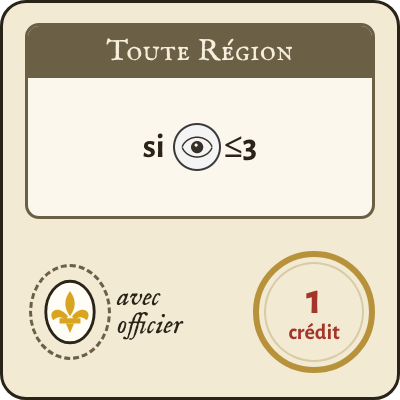 Toute Région
si ≤3
avec
officier
1
crédit